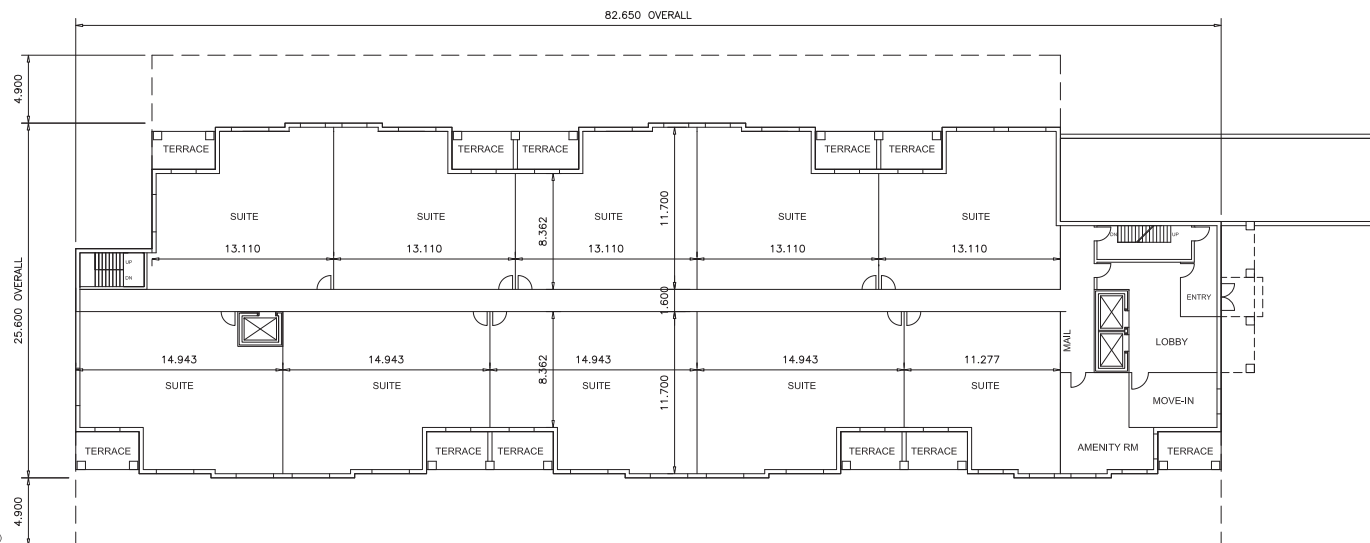 82.650 OVERALL
4.900
TERRACE
TERRACE
TERRACE
TERRACE
TERRACE
SUITE
SUITE
SUITE
SUITE
SUITE
8.362
11.700
13.110
13.110
13.110
13.110
13.110
DN
UP
UP
DN
25.600 OVERALL
1.600
ENTRY
MAIL
LOBBY
14.943
14.943
14.943
14.943
11.277
SUITE
SUITE
SUITE
SUITE
SUITE
8.362
11.700
MOVE-IN
TERRACE
TERRACE
TERRACE
TERRACE
TERRACE
AMENITY RM
TERRACE
4.900